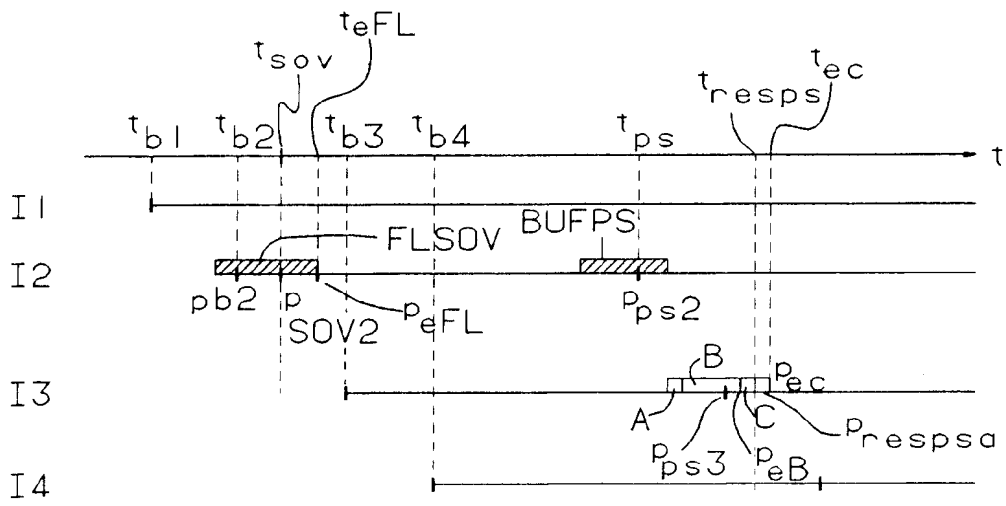 t_eFL
t_sov
t_ec
t_resps
t_b1 t_b2 t_b3 t_b4 t_ps
t
I1
FLSOV BUFPS
I2
pb2 p_SOV2 p_eFL p_ps2
B
p_ec
I3
A C
p_ps3 p_eB p_respsa
I4